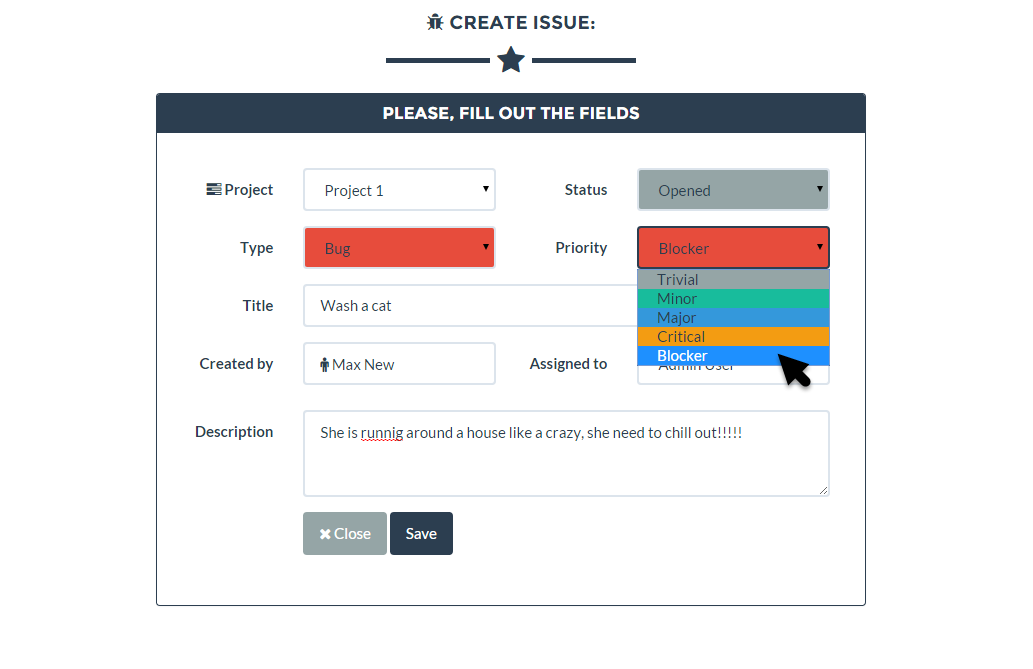 CREATE ISSUE:
PLEASE, FILL OUT THE FIELDS
Project Project 1 Status Opened
Type Bug Priority Blocker
Trivial
Minor
Title Wash a cat Major
Critical
Blocker
Created by Max New Assigned to Admin User
Description She is runnig around a house like a crazy, she need to chill out!!!!!
Close Save